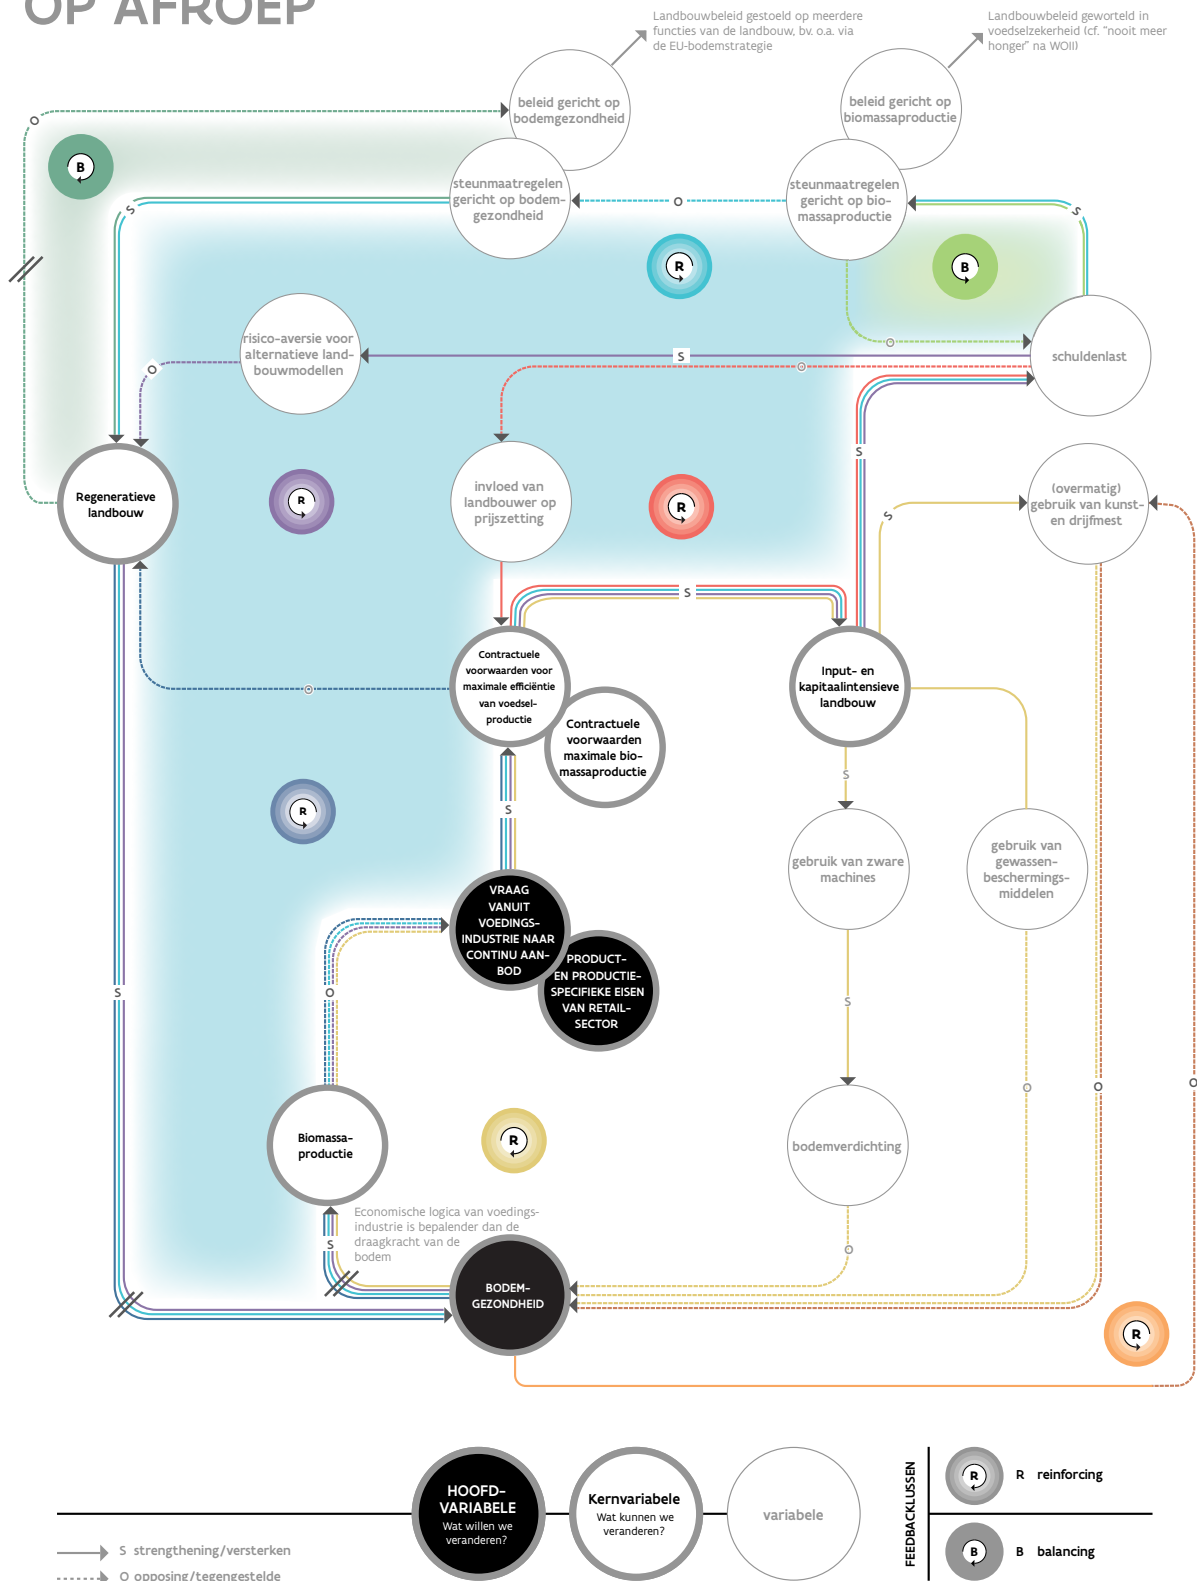 OP AFROEP
Landbouwbeleid gestoeld op meerdere
functies van de landbouw, bv. o.a. via
de EU-bodemstrategie
Landbouwbeleid geworteld in
voedselzekerheid (cf. "nooit meer
honger" na WOII)
beleid gericht op
bodemgezondheid
beleid gericht op
biomassaproductie
O
B
steunmaatregelen
gericht op bodem-
gezondheid
O
steunmaatregelen
gericht op bio-
massaproductie
S
S
R
B
risico-aversie voor
alternatieve land-
bouwmodellen
O
S
O
O
schuldenlast
S
Regeneratieve
landbouw
R
invloed van
landbouwer op
prijszetting
R
(overmatig)
gebruik van kunst-
en drijfmest
S
S
Contractuele
voorwaarden voor
maximale efficiëntie
van voedsel-
productie
O
Contractuele
voorwaarden
maximale bio-
massaproductie
Input- en
kapitaalintensieve
landbouw
S
R
S
gebruik van zware
machines
gebruik van
gewassen-
beschermings-
middelen
VRAAG
VANUIT
VOEDINGS-
INDUSTRIE NAAR
CONTINU AAN-
BOD
PRODUCT-
EN PRODUCTIE-
SPECIFIEKE EISEN
VAN RETAIL-
SECTOR
S
O
S
O
O
O
Biomassa-
productie
R
bodemverdichting
Economische logica van voedings-
industrie is bepalender dan de
draagkracht van de
bodem
S
O
BODEM-
GEZONDHEID
R
HOOFD-
VARIABELE
Wat willen we
veranderen?
Kernvariabele
Wat kunnen we
veranderen?
variabele
FEEDBACKLUSSEN
R
R reinforcing
B
B balancing
S strengthening/versterken
O opposing/tegengestelde